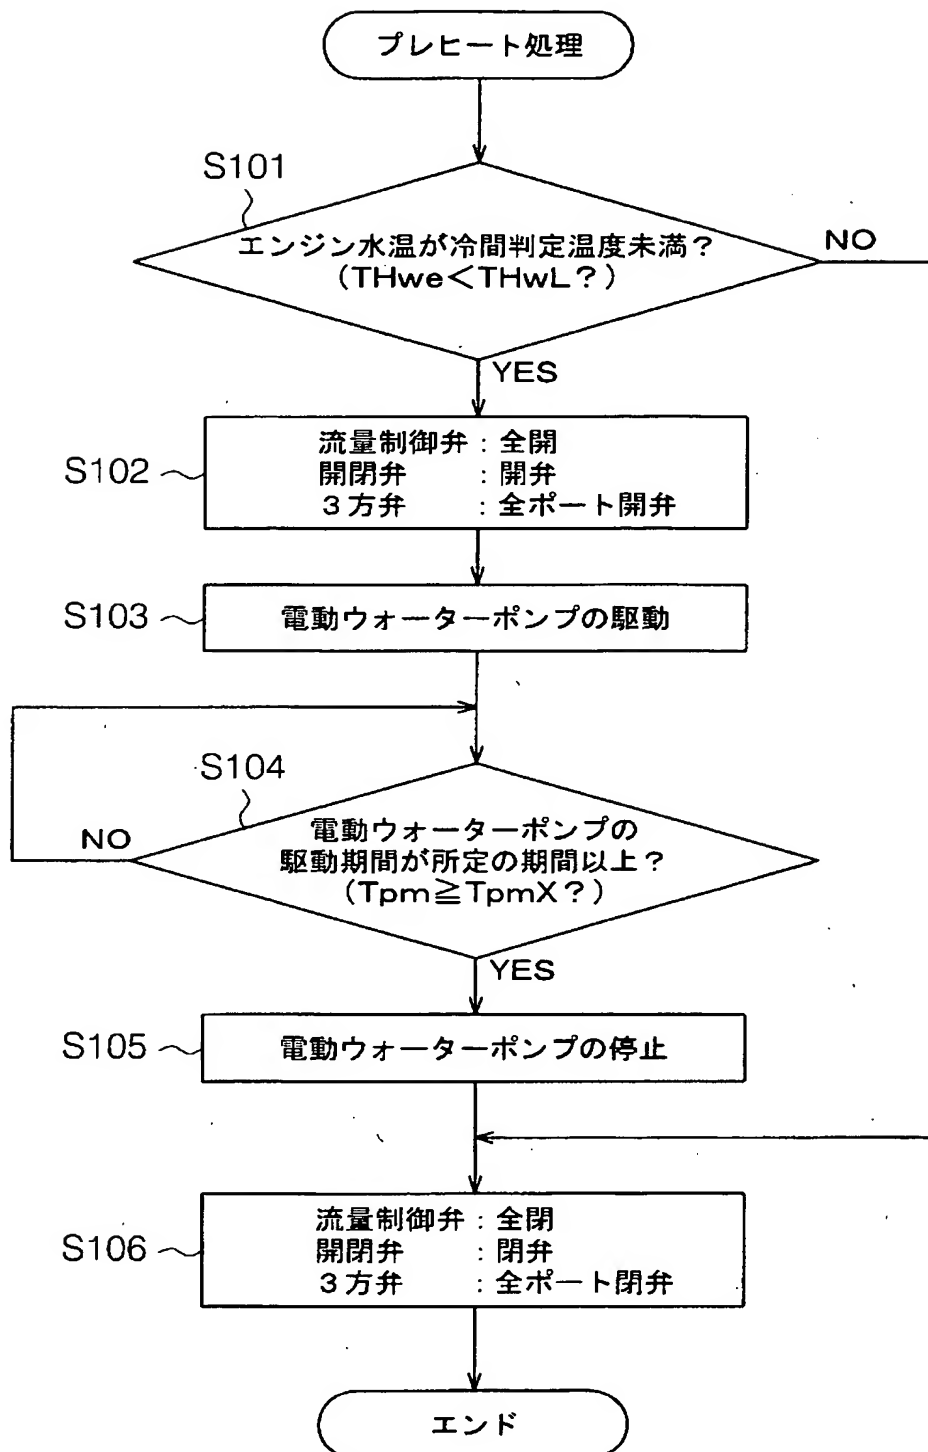 プレヒート処理
S101
エンジン水温が冷間判定温度未満?
(THwe<THwL?)
NO
YES
S102
流量制御弁:全開
開閉弁 :開弁
3方弁 :全ポート開弁
S103
電動ウォーターポンプの駆動
S104
NO
電動ウォーターポンプの
駆動期間が所定の期間以上?
(Tpm≧TpmX?)
YES
S105
電動ウォーターポンプの停止
S106
流量制御弁:全閉
開閉弁 :閉弁
3方弁 :全ポート閉弁
エンド